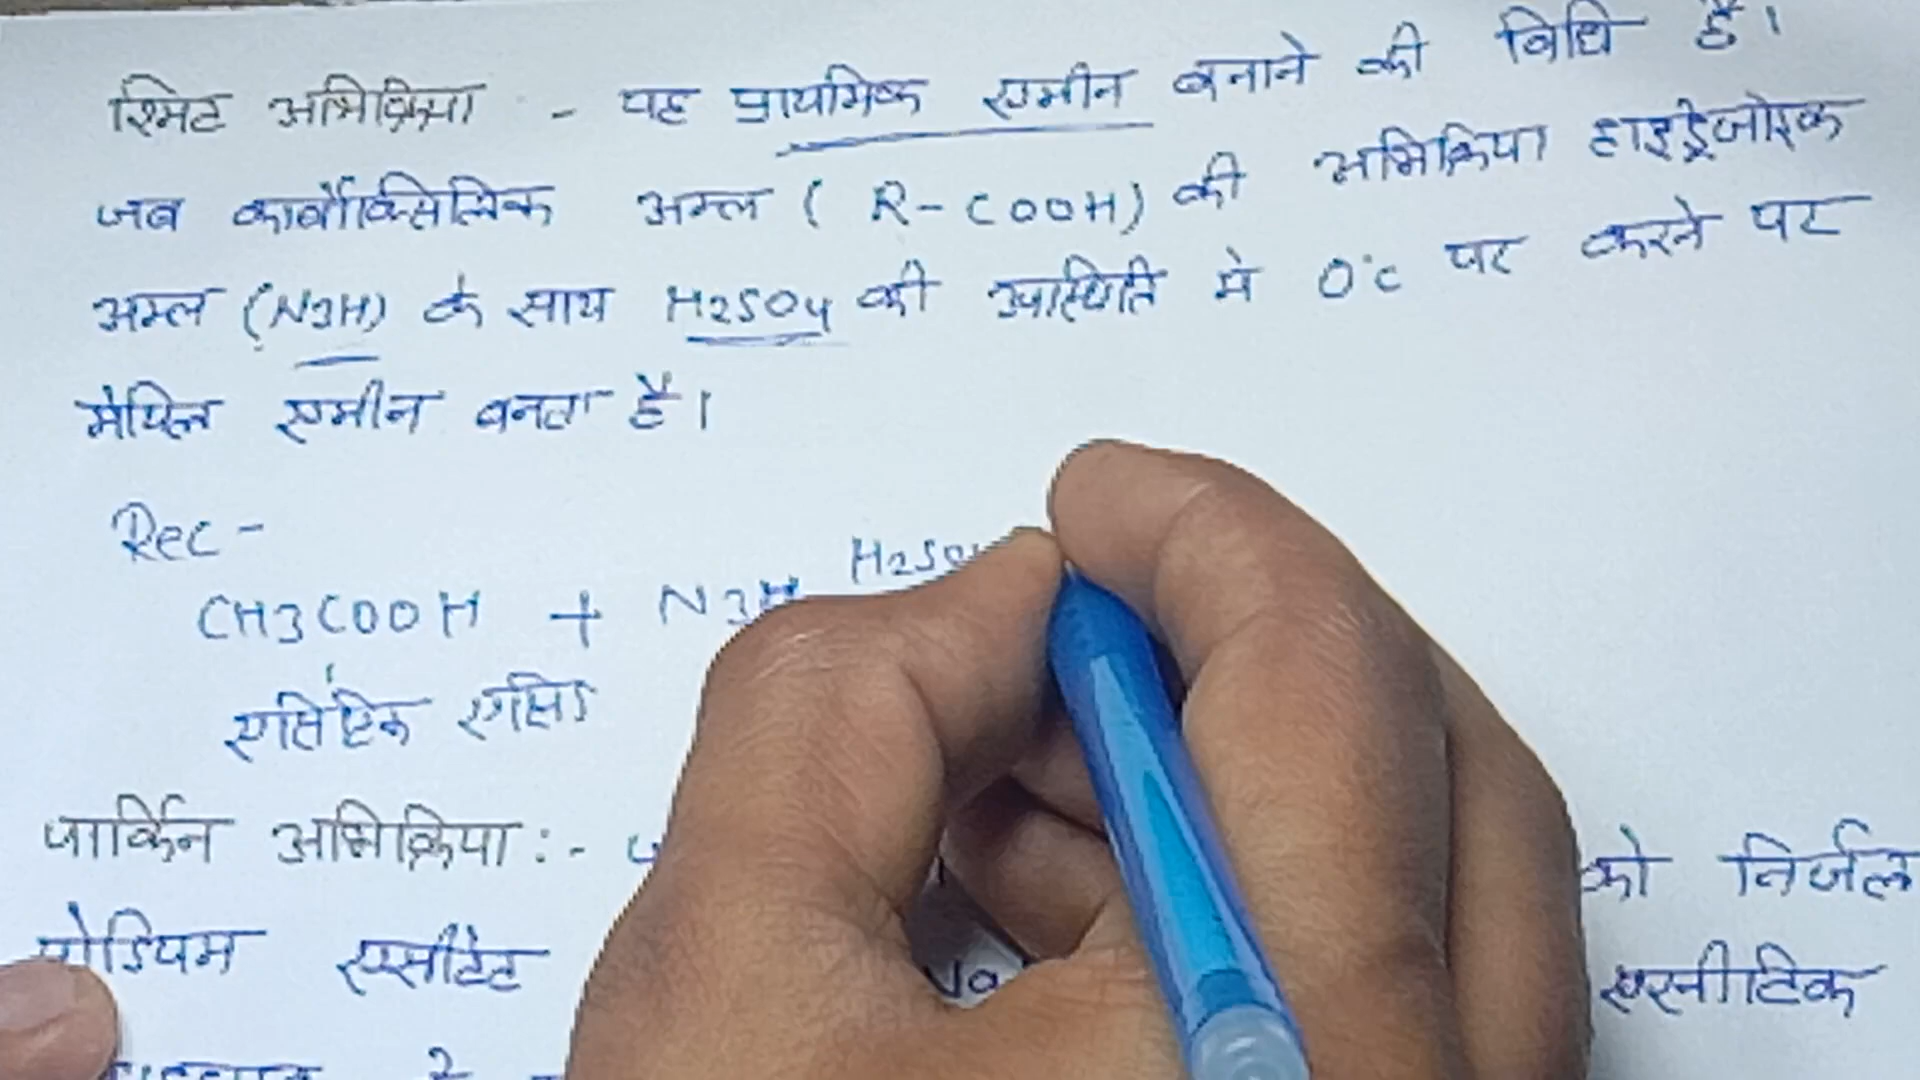 श्मिट अभिक्रिया - यह प्राथमिक एमीन बनाने की विधि है।
जब कार्बोक्सिलिक अम्ल ( R-COOH) की अभिक्रिया हाइड्रेजोइक
अम्ल (N3H) के साथ H2SO4 की उपस्थिति मे 0°C पर करने पर
मेथिल एमीन बनता है।
Rec -
H2SO4
CH3COOH + N3H
एसिटिक एसिड
पार्किन अभिक्रिया :- को निर्जल
सोडियम एसीटेट Na एसीटिक